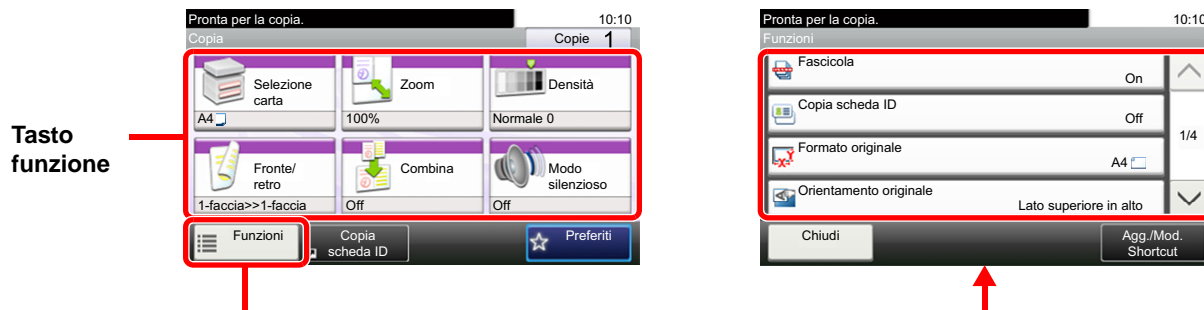 Pronta per la copia. 10:10
Copia Copie 1
Selezione
carta
A4
Zoom
100%
Densità
Normale 0
Fronte/
retro
1-faccia>>1-faccia
Combina
Off
Modo
silenzioso
Off
Funzioni
Copia
scheda ID
Preferiti
Tasto
funzione
Pronta per la copia. 10:10
Funzioni
Fascicola
On
Copia scheda ID
Off
1/4
Formato originale
A4
Orientamento originale
Lato superiore in alto
Chiudi
Agg./Mod.
Shortcut